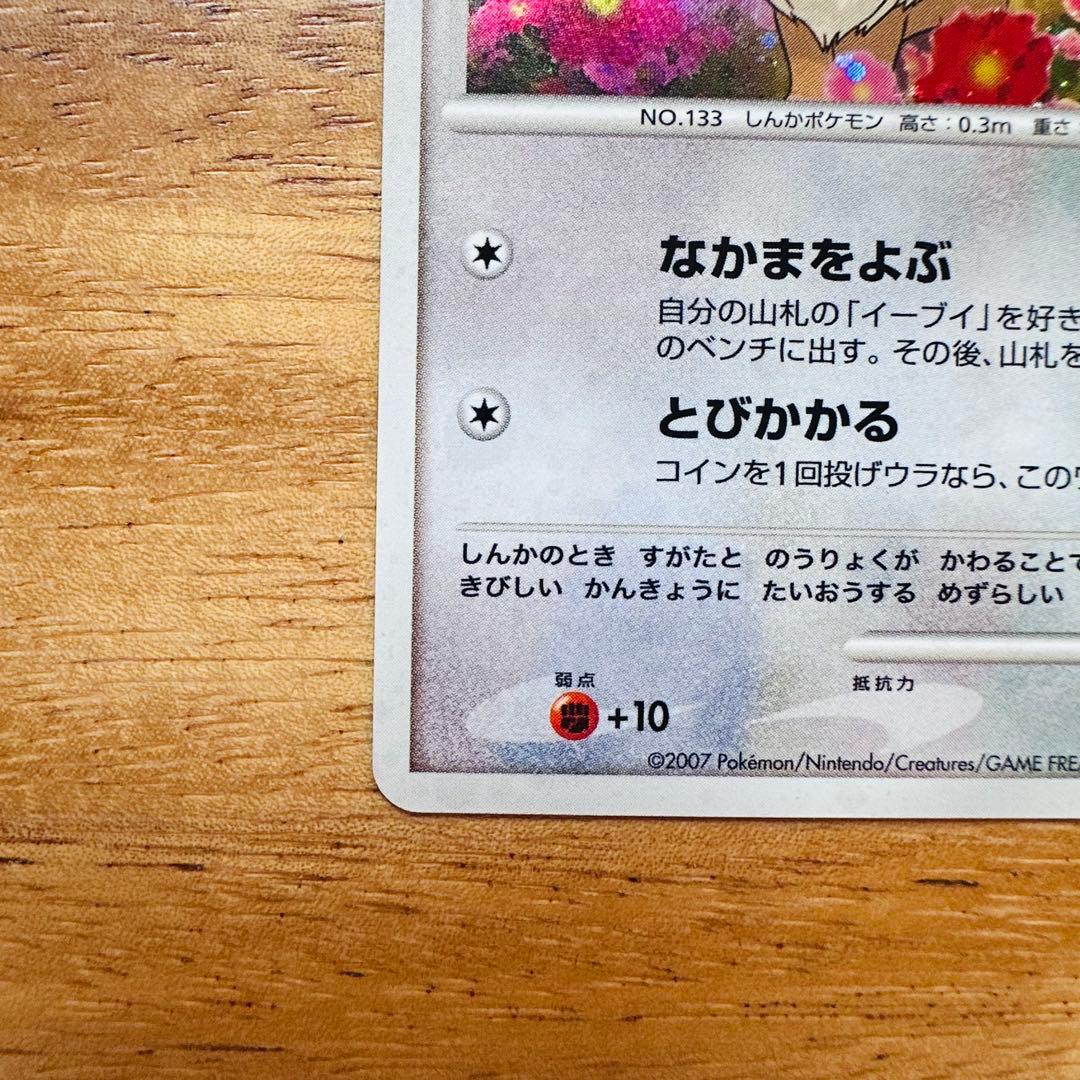 NO.133 しんかポケモン 高さ:0.3m 重さ
なかまをよぶ
自分の山札の「イーブイ」を好き
のベンチに出す。その後、山札を
とびかかる
コインを1回投げウラなら、この
しんかのとき すがたと のうりょくが かわることで
きびしい かんきょうに たいおうする めずらしい
弱点
抵抗力
+10
©2007 Pokémon/Nintendo/Creatures/GAME FREA